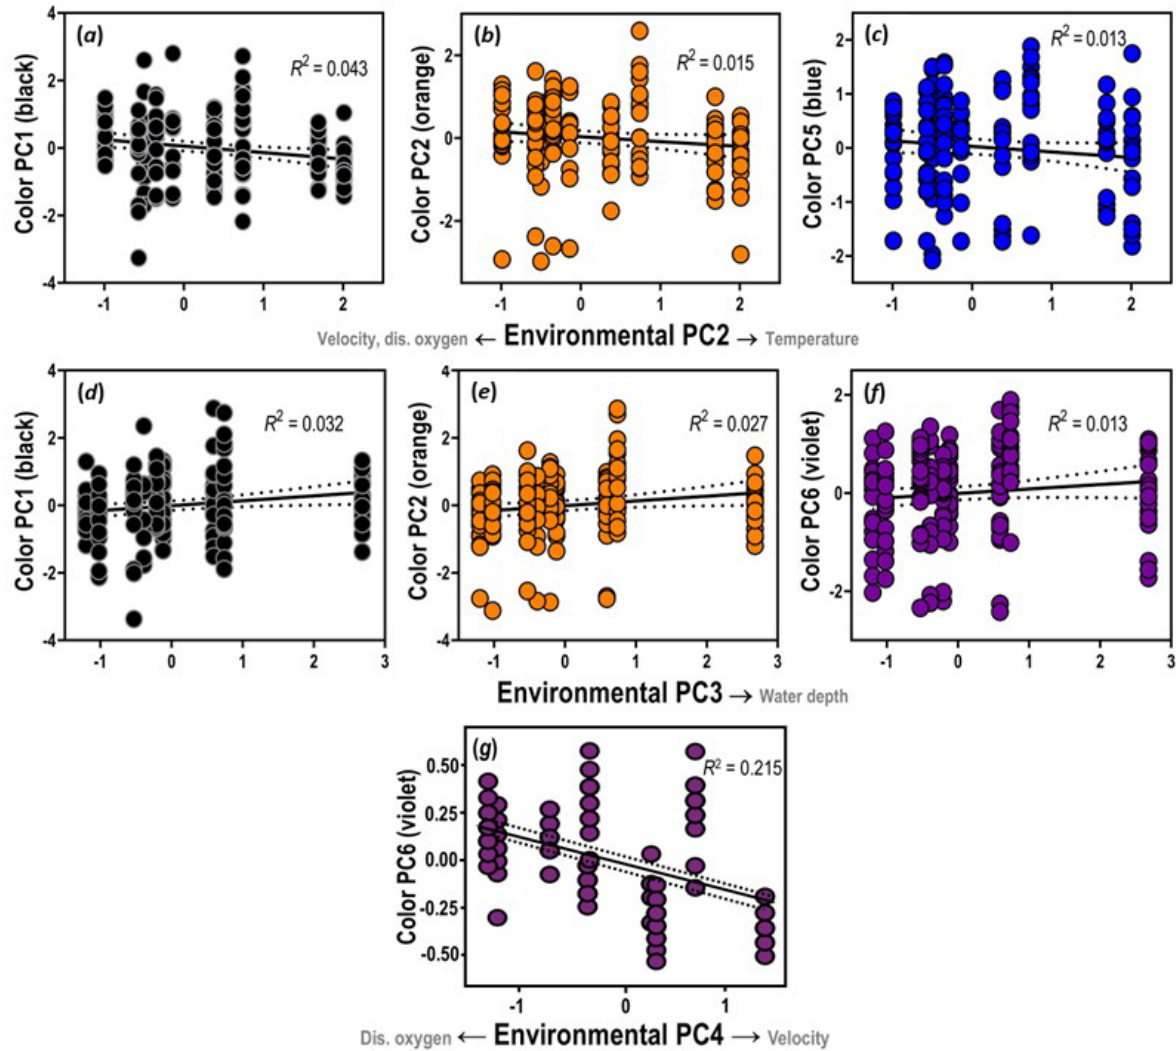 (a)
R² = 0.043
Color PC1 (black)
4
2
0
-2
-4
-1 0 1 2
(b)
R² = 0.015
Color PC2 (orange)
2
0
-2
-1 0 1 2
(c)
R² = 0.013
Color PC5 (blue)
2
1
0
-1
-2
-1 0 1 2
Velocity, dis. oxygen ← Environmental PC2 → Temperature
(d)
R² = 0.032
Color PC1 (black)
4
2
0
-2
-4
-1 0 1 2 3
(e)
R² = 0.027
Color PC2 (orange)
4
2
0
-2
-4
-1 0 1 2 3
(f)
R² = 0.013
Color PC6 (violet)
2
0
-2
-1 0 1 2 3
Environmental PC3 → Water depth
(g)
R² = 0.215
Color PC6 (violet)
0.50
0.25
0.00
-0.25
-0.50
-1 0 1
Dis. oxygen ← Environmental PC4 → Velocity